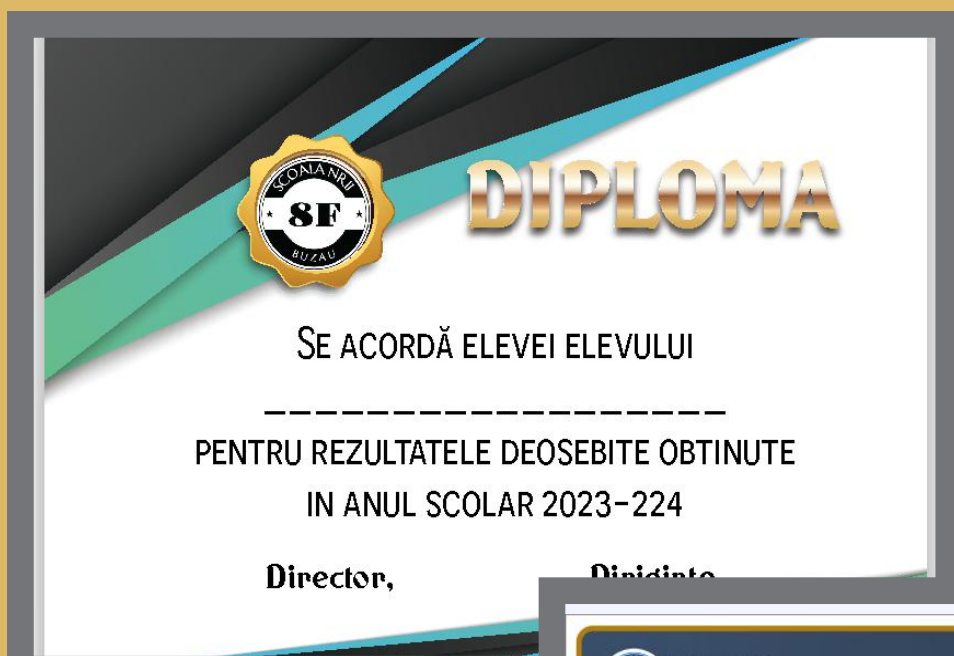 SCOALA NR.11
8F
BUZAU
DIPLOMA
SE ACORDĂ ELEVEI ELEVULUI
___________________
PENTRU REZULTATELE DEOSEBITE OBTINUTE
IN ANUL SCOLAR 2023-224
Director,